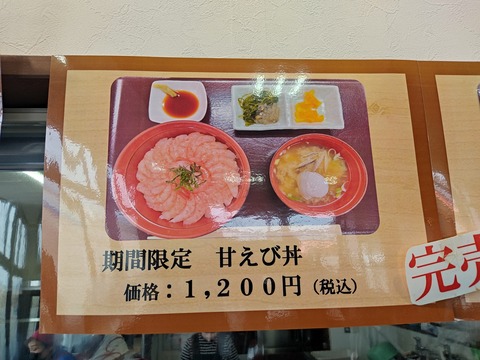 期間限定　甘えび丼
価格：1,200円（税込）
完売